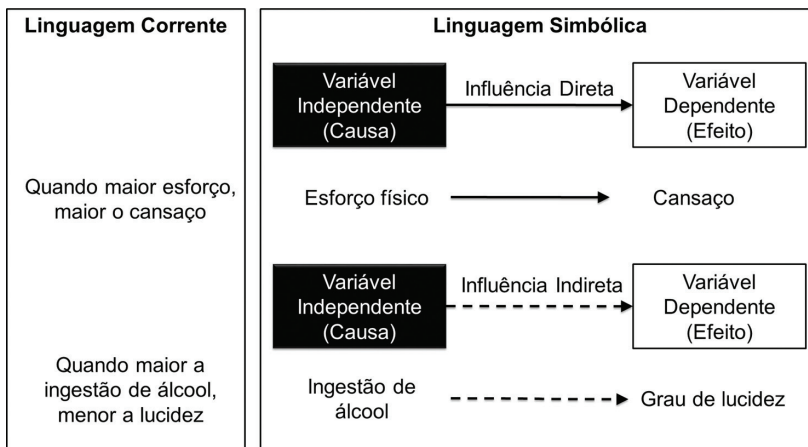 Linguagem Corrente
Linguagem Simbólica
Variável
Independente
(Causa)
Influência Direta
Variável
Dependente
(Efeito)
Quando maior esforço,
maior o cansaço
Esforço físico
Cansaço
Variável
Independente
(Causa)
Influência Indireta
Variável
Dependente
(Efeito)
Quando maior a
ingestão de álcool,
menor a lucidez
Ingestão de
álcool
Grau de lucidez